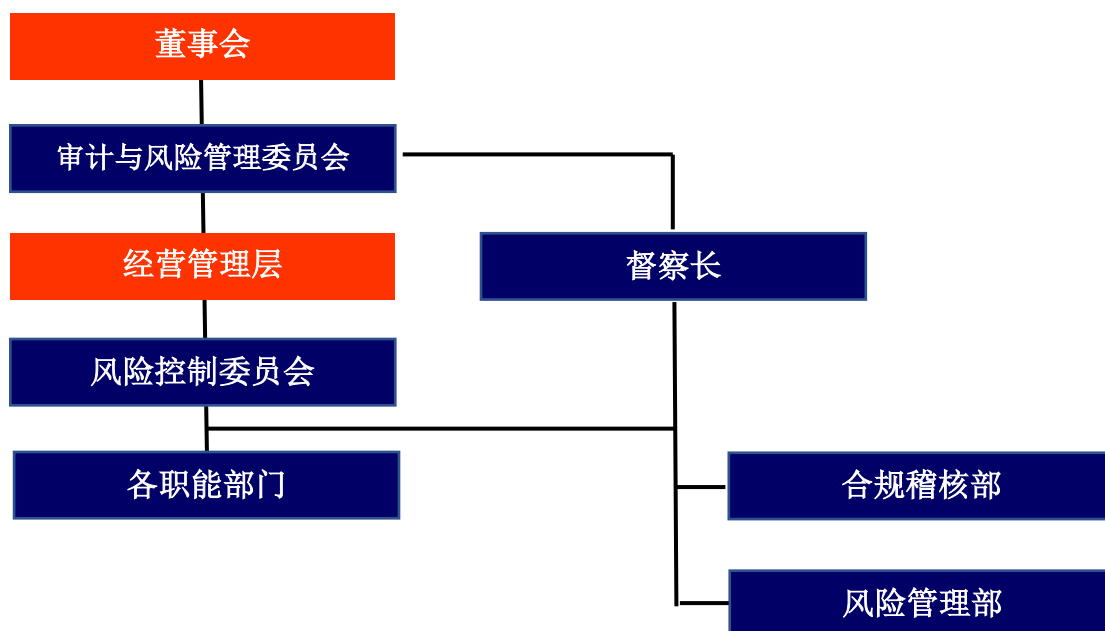 董事会
审计与风险管理委员会
经营管理层
督察长
风险控制委员会
各职能部门
合规稽核部
风险管理部